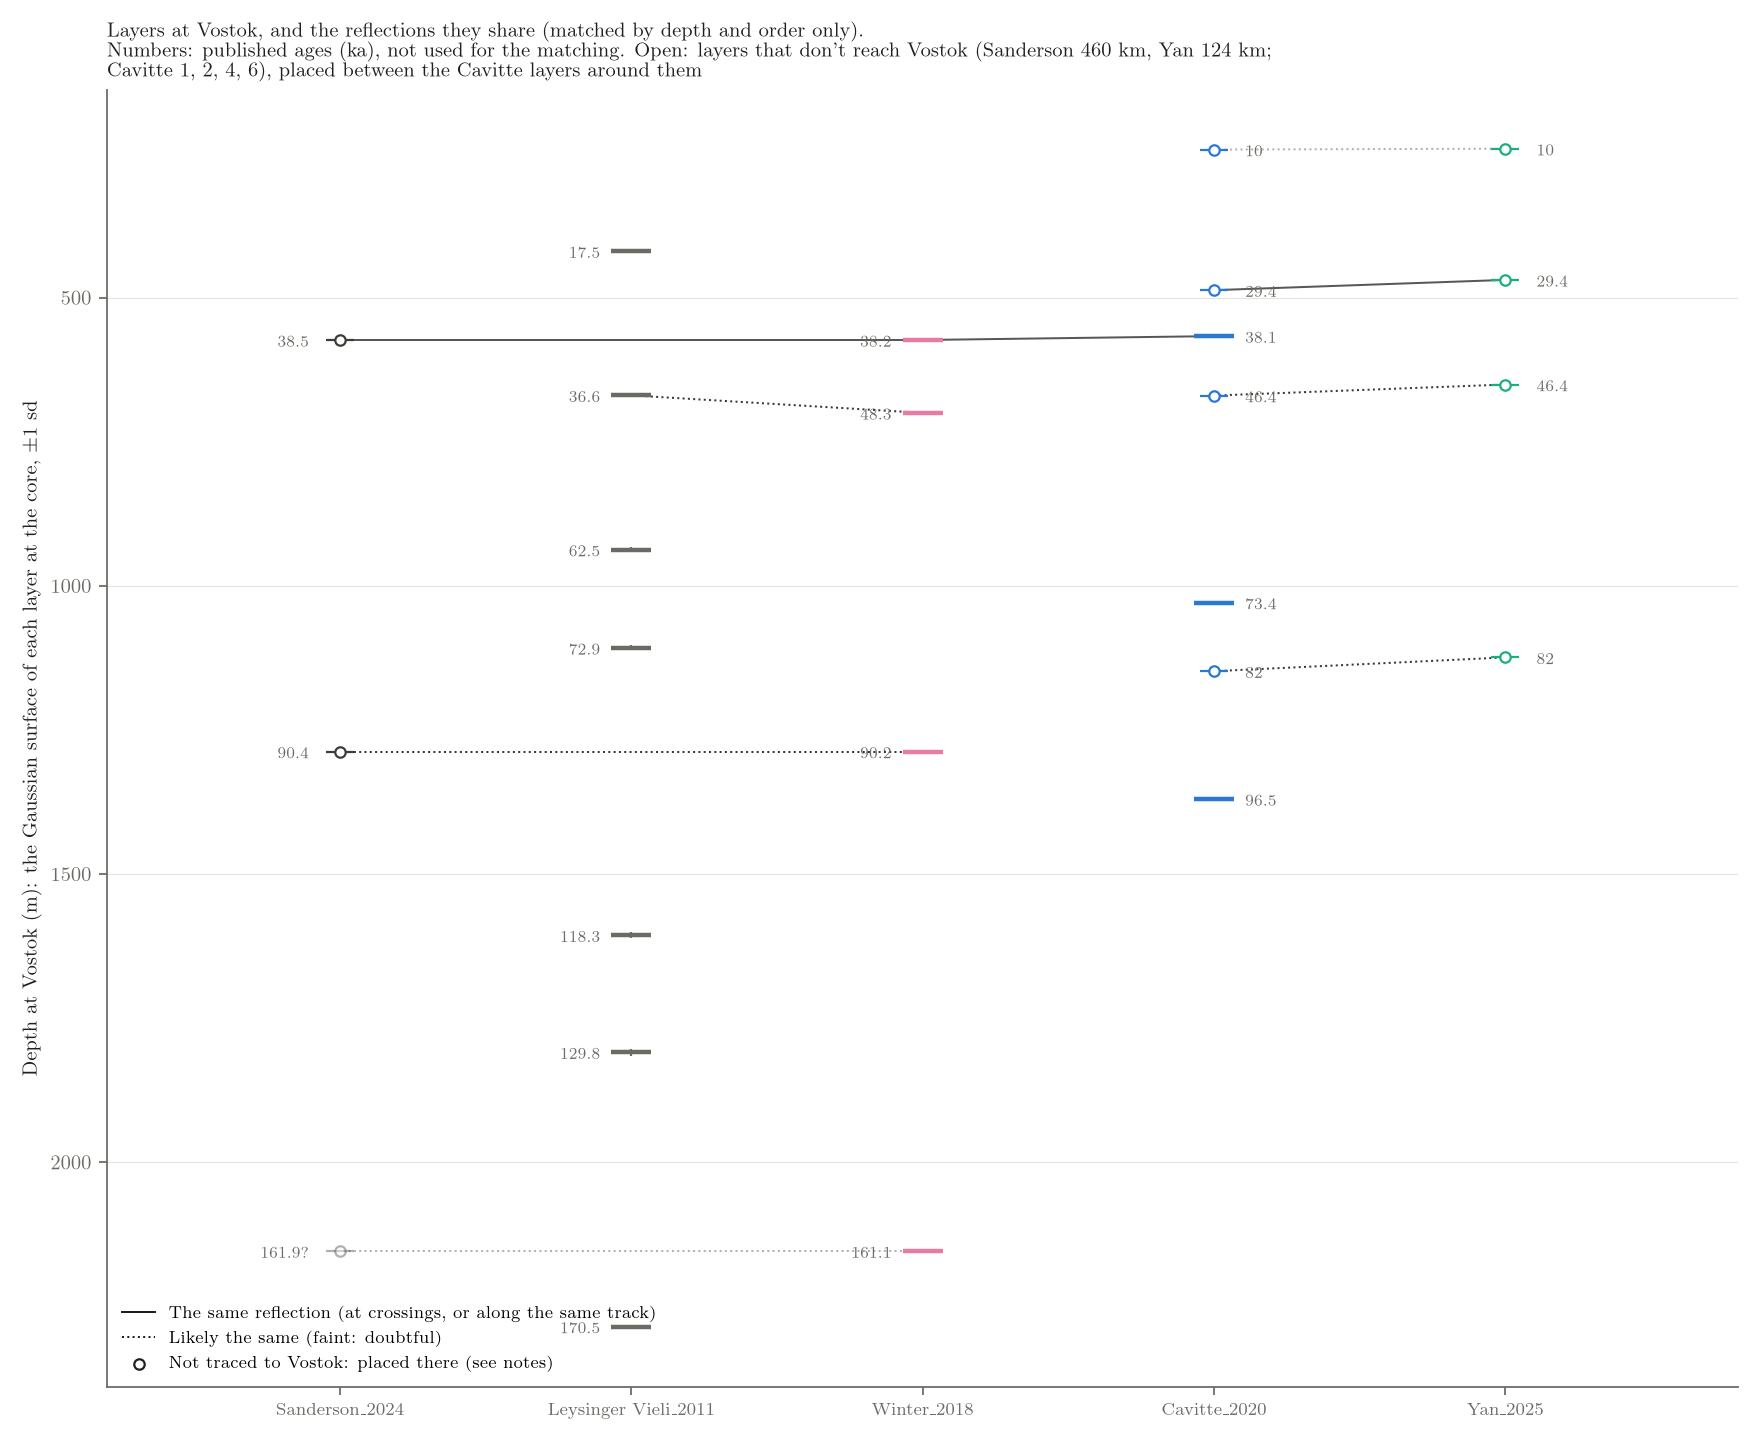 Layers at Vostok, and the reflections they share (matched by depth and order only).
Numbers: published ages (ka), not used for the matching. Open: layers that don't reach Vostok (Sanderson 460 km, Yan 124 km;
Cavitte 1, 2, 4, 6), placed between the Cavitte layers around them
Depth at Vostok (m): the Gaussian surface of each layer at the core, ±1 sd
10 10
17.5
500
29.4 29.4
38.5 38.2 38.1
36.6 48.3 46.4 46.4
62.5
1000
73.4
72.9 82 82
90.4 90.2
96.5
1500
118.3
129.8
2000
161.9? 161.1
170.5
The same reflection (at crossings, or along the same track)
Likely the same (faint: doubtful)
Not traced to Vostok: placed there (see notes)
Sanderson_2024 Leysinger Vieli_2011 Winter_2018 Cavitte_2020 Yan_2025